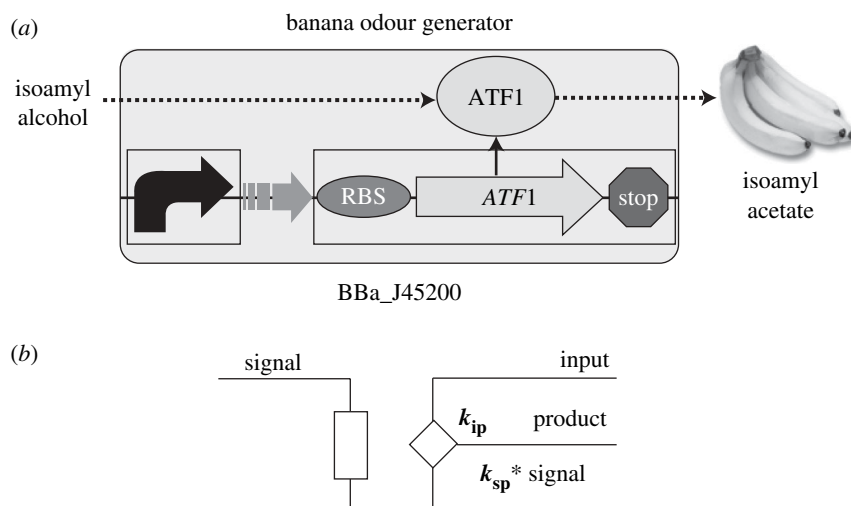 (a)
banana odour generator
isoamyl
alcohol
ATF1
RBS
ATF1
stop
isoamyl
acetate
BBa_J45200
(b)
signal
input
kip
product
ksp* signal